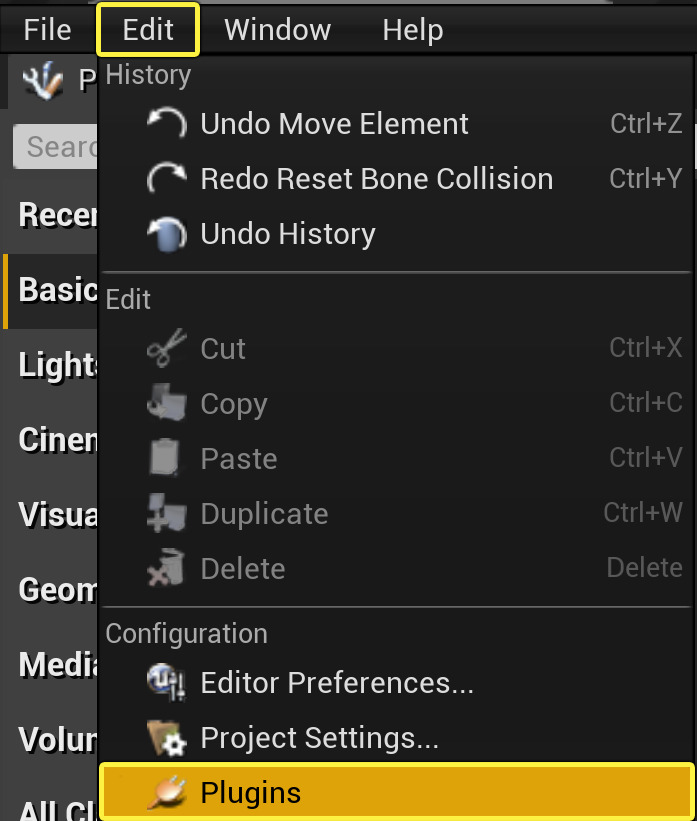 File Edit Window Help
P
History
Searc
Undo Move Element Ctrl+Z
Redo Reset Bone Collision Ctrl+Y
Recen
Undo History
Basic
Edit
Lights
Cut Ctrl+X
Copy Ctrl+C
Cinem
Paste Ctrl+V
Visua
Duplicate Ctrl+W
Delete Delete
Geom
Configuration
Media
Editor Preferences...
Volum
Project Settings...
Plugins
All Cl